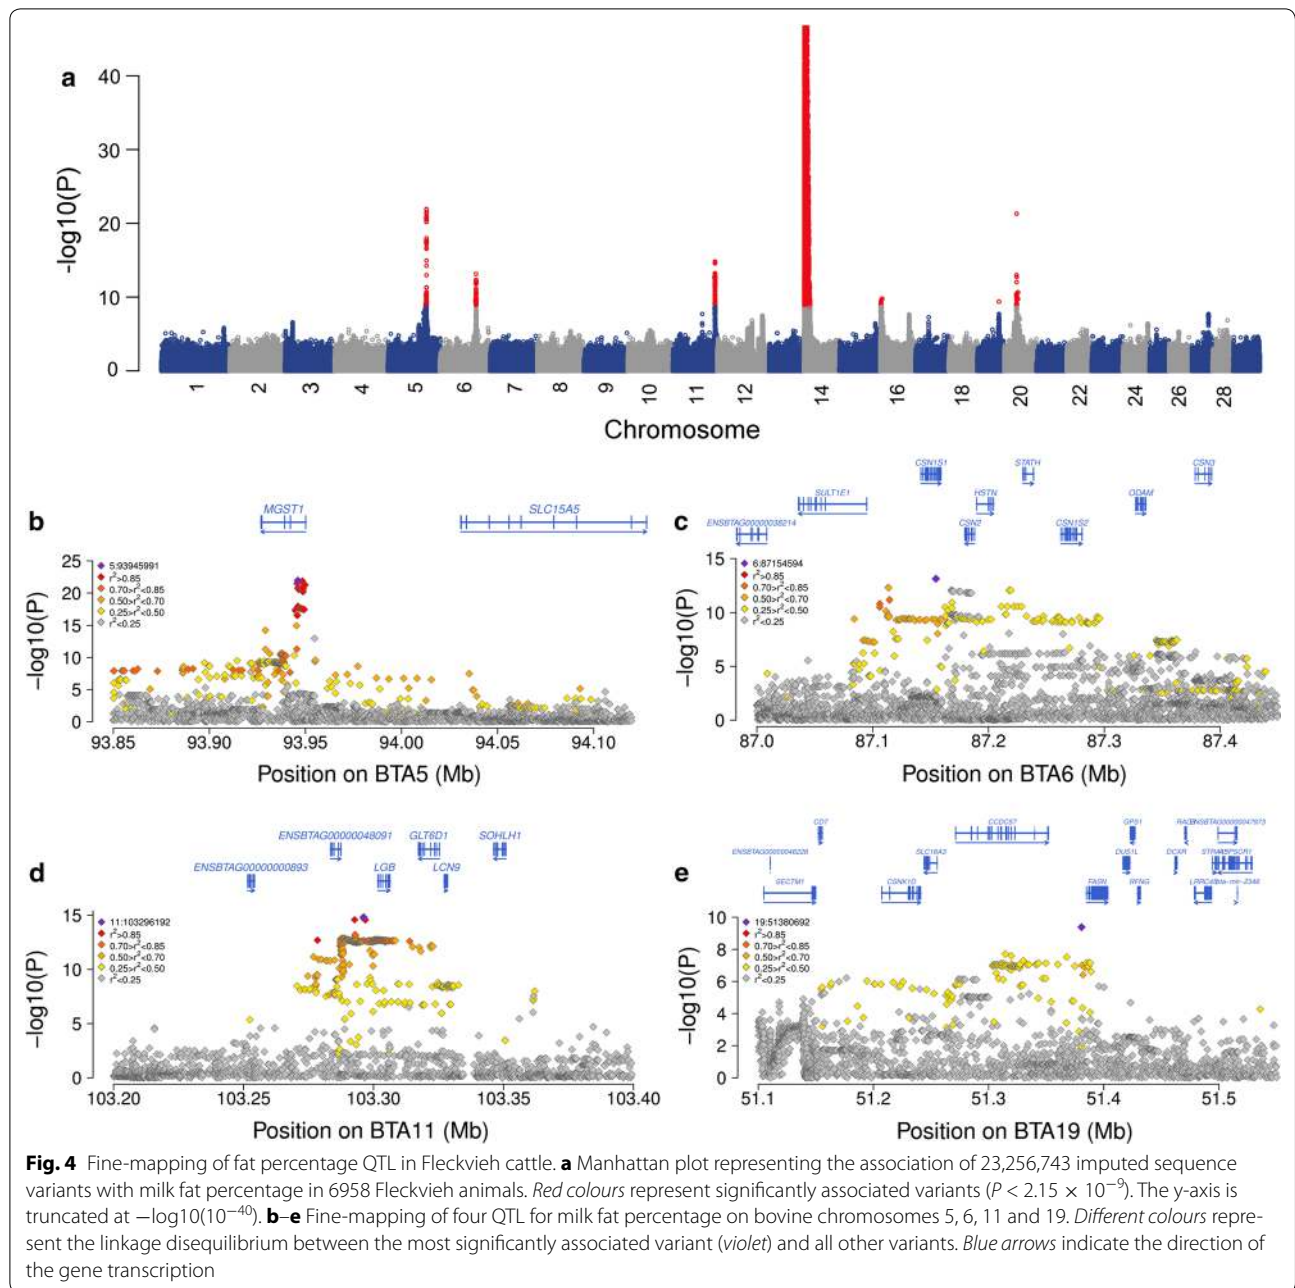 a
40
30
20
10
0
-log10(P)
1 2 3 4 5 6 7 8 9 10 11 12 14 16 18 20 22 24 26 28
Chromosome
b
MGST1
SLC15A5
5:93945991
r²>0.85
0.70>r²<0.85
0.50>r²<0.70
0.25>r²<0.50
r²<0.25
25
20
15
10
5
0
−log10(P)
93.85 93.90 93.95 94.00 94.05 94.10
Position on BTA5 (Mb)
c
CSN1S1 STATH CSN3
SULT1E1 HSTN ODAM
ENSBTAG00000038214 CSN2 CSN1S2
6:87154594
r²>0.85
0.70>r²<0.85
0.50>r²<0.70
0.25>r²<0.50
r²<0.25
15
10
5
0
−log10(P)
87.0 87.1 87.2 87.3 87.4
Position on BTA6 (Mb)
d
ENSBTAG00000048091 GLT6D1 SOHLH1
ENSBTAG00000000893 LGB LCN9
11:103296192
r²>0.85
0.70>r²<0.85
0.50>r²<0.70
0.25>r²<0.50
r²<0.25
15
10
5
0
−log10(P)
103.20 103.25 103.30 103.35 103.40
Position on BTA11 (Mb)
e
CD7 CCDC57 GPS1
SLC16A3 DUS1L DCXR
SECTM1 CSNK1D FASN RFNG
19:51380692
r²>0.85
0.70>r²<0.85
0.50>r²<0.70
0.25>r²<0.50
r²<0.25
10
8
6
4
2
0
−log10(P)
51.1 51.2 51.3 51.4 51.5
Position on BTA19 (Mb)
Fig. 4 Fine-mapping of fat percentage QTL in Fleckvieh cattle. a Manhattan plot representing the association of 23,256,743 imputed sequence
variants with milk fat percentage in 6958 Fleckvieh animals. Red colours represent significantly associated variants (P < 2.15 × 10⁻⁹). The y-axis is
truncated at −log10(10⁻⁴⁰). b–e Fine-mapping of four QTL for milk fat percentage on bovine chromosomes 5, 6, 11 and 19. Different colours repre-
sent the linkage disequilibrium between the most significantly associated variant (violet) and all other variants. Blue arrows indicate the direction of
the gene transcription